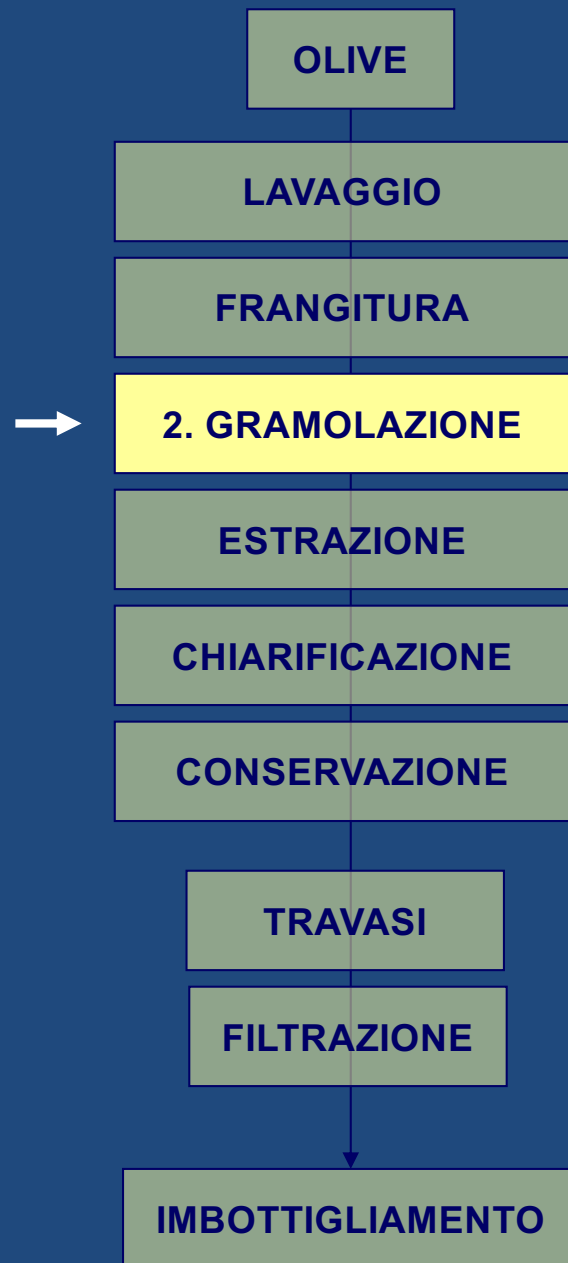 OLIVE
LAVAGGIO
FRANGITURA
2. GRAMOLAZIONE
ESTRAZIONE
CHIARIFICAZIONE
CONSERVAZIONE
TRAVASI
FILTRAZIONE
IMBOTTIGLIAMENTO